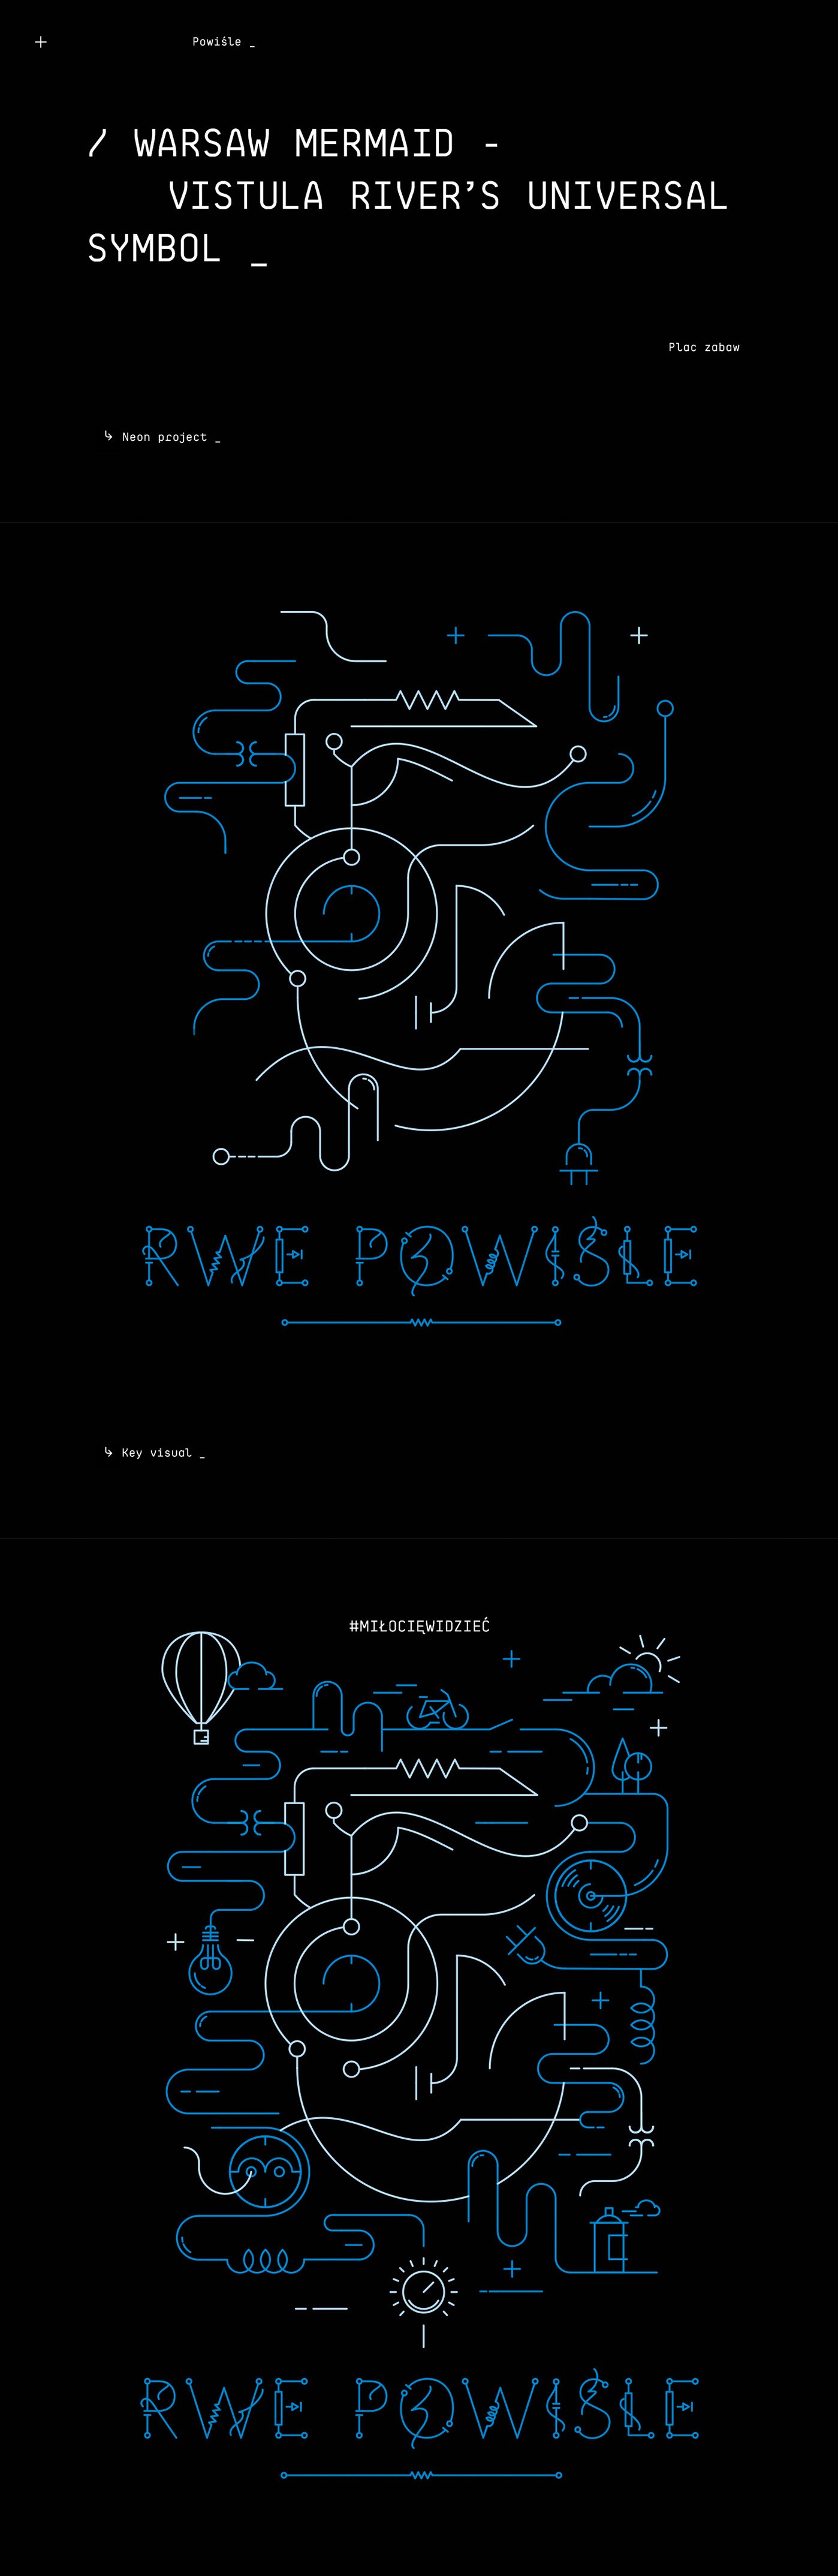 Powiśle _
/ WARSAW MERMAID -
VISTULA RIVER’S UNIVERSAL
SYMBOL _
Plac zabaw
↳ Neon project _
RWE POWIŚLE
↳ Key visual _
#MIŁOCIĘWIDZIEĆ
RWE POWIŚLE